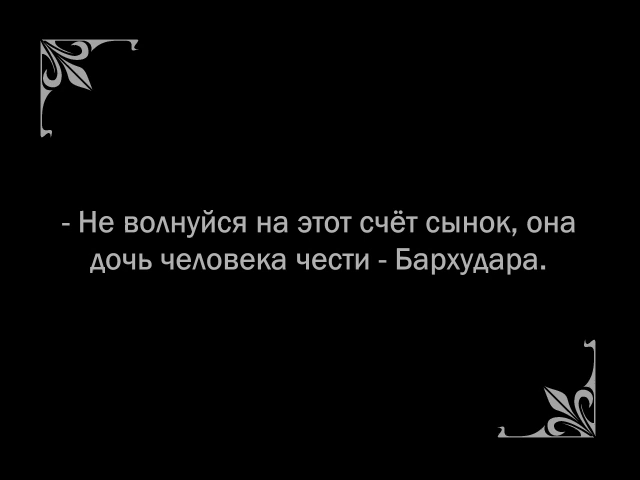 - Не волнуйся на этот счёт сынок, она
дочь человека чести - Бархудара.